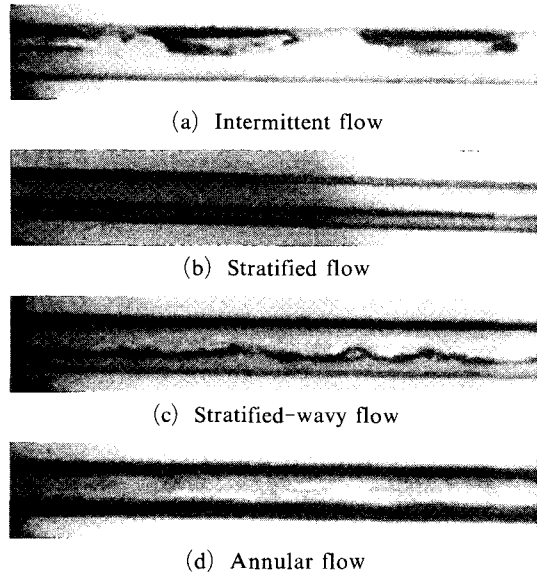 (a) Intermittent flow
(b) Stratified flow
(c) Stratified-wavy flow
(d) Annular flow